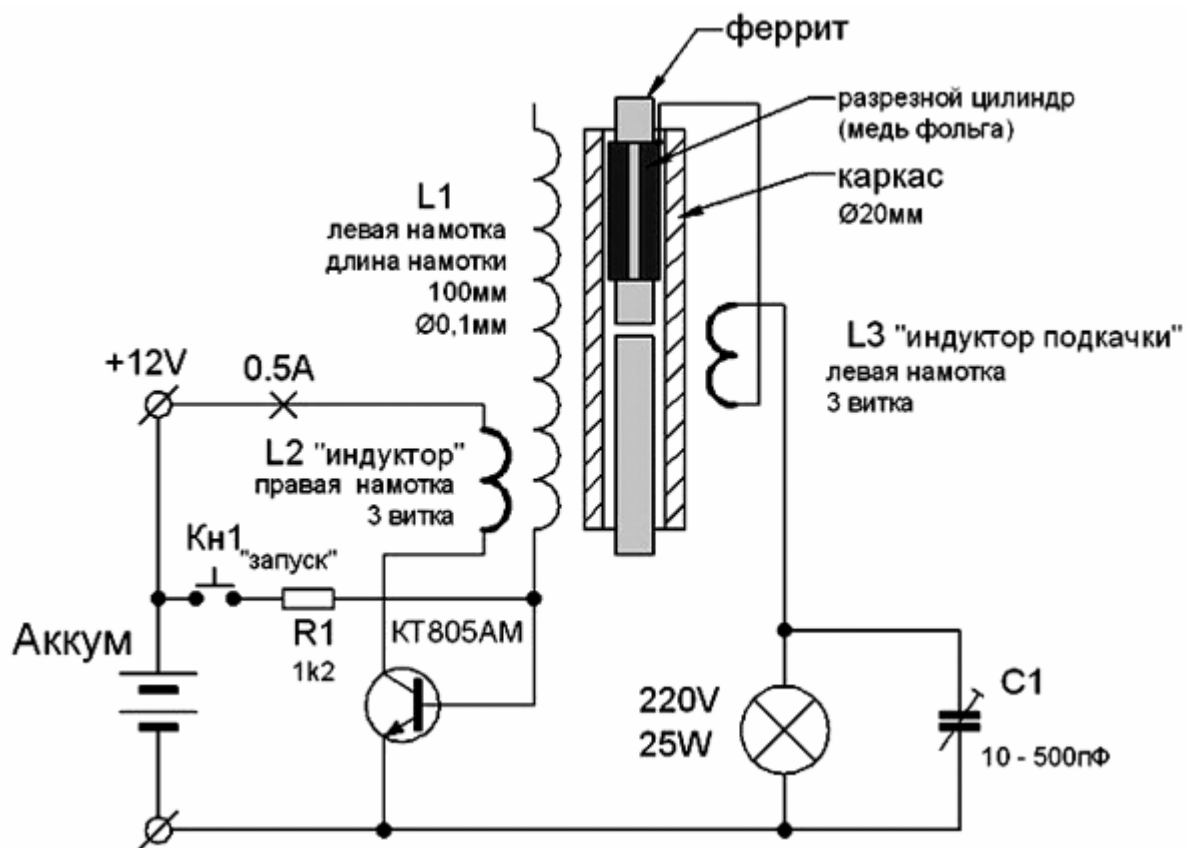 феррит
разрезной цилиндр
(медь фольга)
каркас
Ø20мм
L1
левая намотка
длина намотки
100мм
Ø0,1мм
+12V
0.5A
L2 "индуктор"
правая намотка
3 витка
L3 "индуктор подкачки"
левая намотка
3 витка
Кн1
"запуск"
R1
1k2
КТ805АМ
Аккум
220V
25W
C1
10 - 500пФ